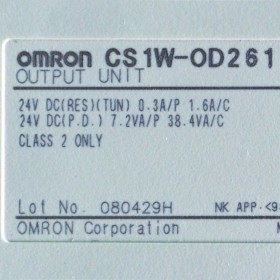 omron CS1W-OD261
OUTPUT UNIT
24V DC(RES)(TUN) 0.3A/P 1.6A/C
24V DC(P.D.) 7.2VA/P 38.4VA/C
CLASS 2 ONLY
Lot No. 080429H NK APP.<9
OMRON Corporation